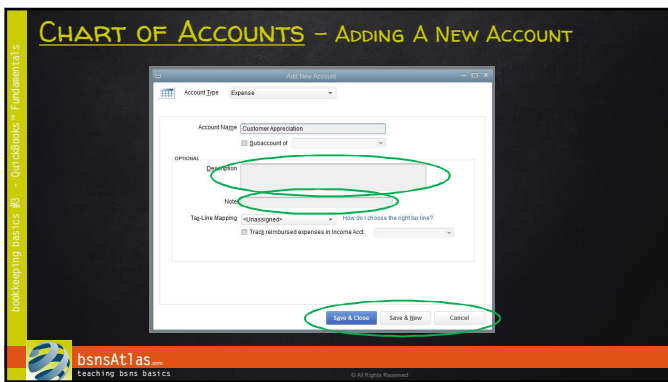 CHART OF ACCOUNTS – ADDING A NEW ACCOUNT
bookkeeping basics #3 - QuickBooks™ Fundamentals
Add New Account
Account Type Expense
Account Name Customer Appreciation
Subaccount of
OPTIONAL
Description
Note
Tax-Line Mapping <Unassigned> How do I choose the right tax line?
Track reimbursed expenses in Income Acct.
Save & Close Save & New Cancel
bsnsAtlas.com
teaching bsns basics
© All Rights Reserved